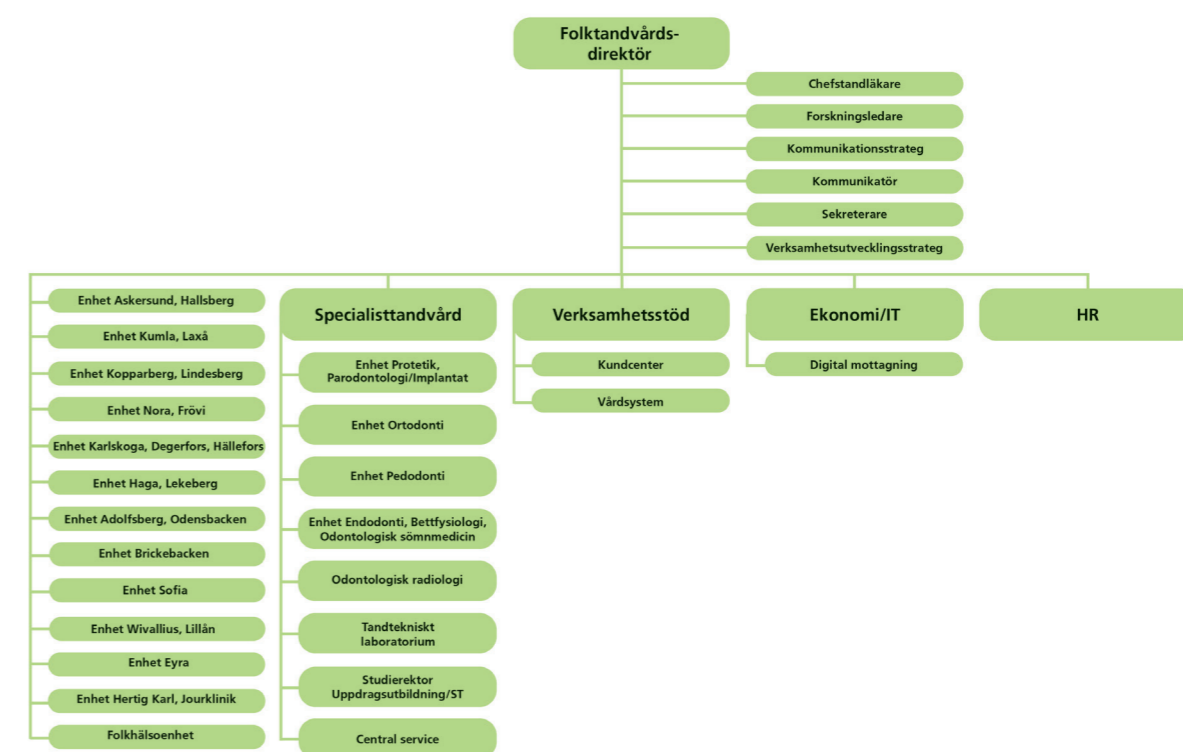 Folktandvårds-
direktör
Chefstandläkare
Forskningsledare
Kommunikationsstrateg
Kommunikatör
Sekreterare
Verksamhetsutvecklingsstrateg
Enhet Askersund, Hallsberg
Enhet Kumla, Laxå
Enhet Kopparberg, Lindesberg
Enhet Nora, Frövi
Enhet Karlskoga, Degerfors, Hällefors
Enhet Haga, Lekeberg
Enhet Adolfsberg, Odensbacken
Enhet Brickebacken
Enhet Sofia
Enhet Wivallius, Lillån
Enhet Eyra
Enhet Hertig Karl, Jourklinik
Folkhälsoenhet
Specialisttandvård
Enhet Protetik,
Parodontologi/Implantat
Enhet Ortodonti
Enhet Pedodonti
Enhet Endodonti, Bettfysiologi,
Odontologisk sömnmedicin
Odontologisk radiologi
Tandtekniskt
laboratorium
Studierektor
Uppdragsutbildning/ST
Central service
Verksamhetsstöd
Kundcenter
Vårdsystem
Ekonomi/IT
Digital mottagning
HR